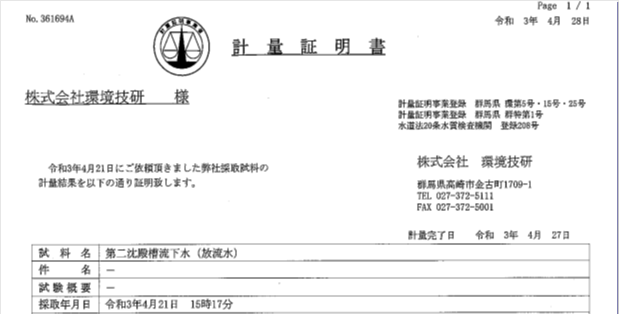 Page 1 / 1
No. 361694A
令和 3年 4月 28日
計量証明書
株式会社環境技研 様
計量証明事業登録 群馬県 環第5号・15号・25号
計量証明事業登録 群馬県 群特第1号
水道法20条水質検査機関 登録208号
令和3年4月21日にご依頼頂きました弊社採取試料の
計量結果を以下の通り証明致します。
株式会社 環境技研
群馬県高崎市金古町1709-1
TEL 027-372-5111
FAX 027-372-5001
計量完了日 令和 3年 4月 27日
試料名 第二沈殿槽流下水（放流水）
件名 －
試験概要 －
採取年月日 令和3年4月21日 15時17分